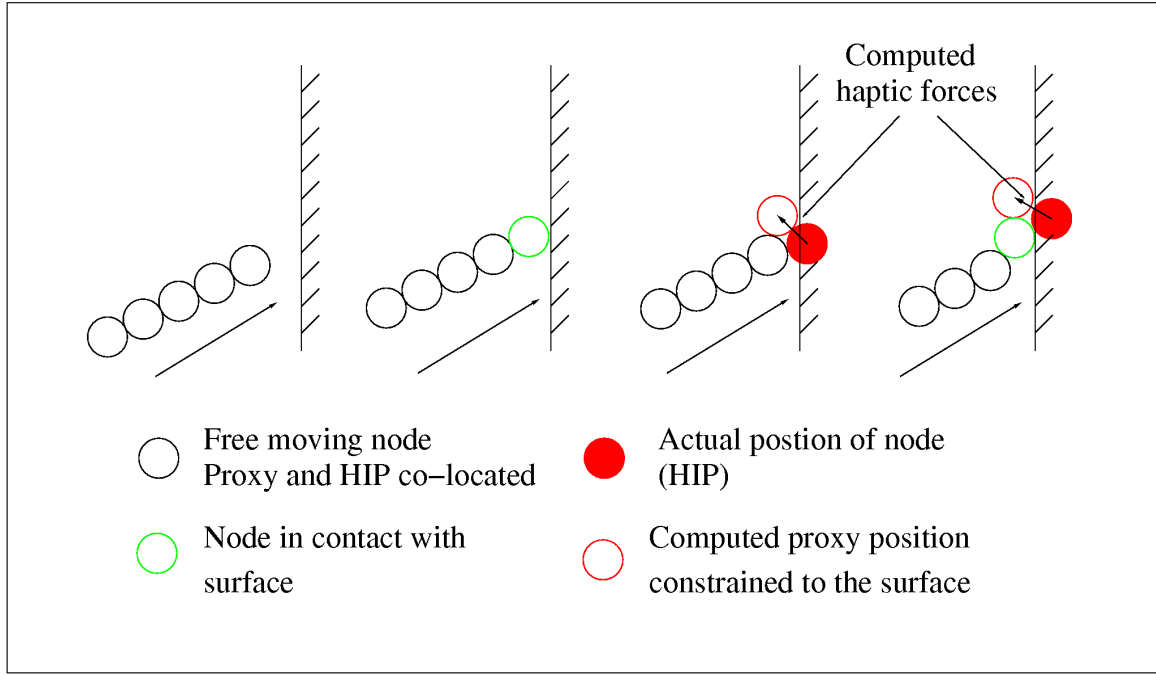 Computed
haptic forces
Free moving node
Proxy and HIP co−located
Actual postion of node
(HIP)
Node in contact with
surface
Computed proxy position
constrained to the surface